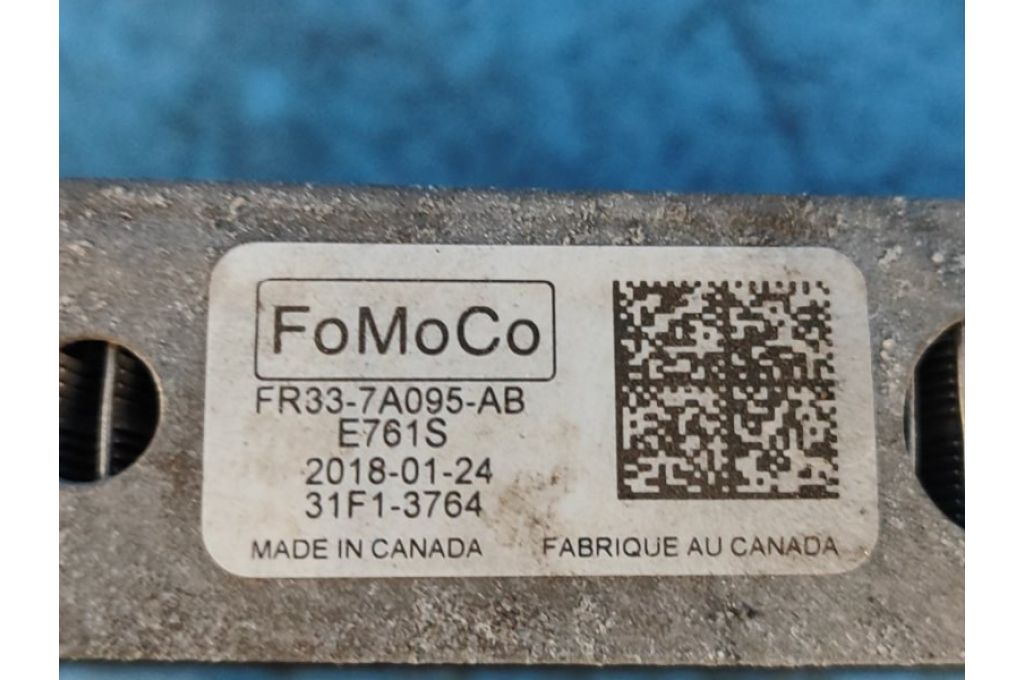 FoMoCo
FR33-7A095-AB
E761S
2018-01-24
31F1-3764
MADE IN CANADA FABRIQUE AU CANADA